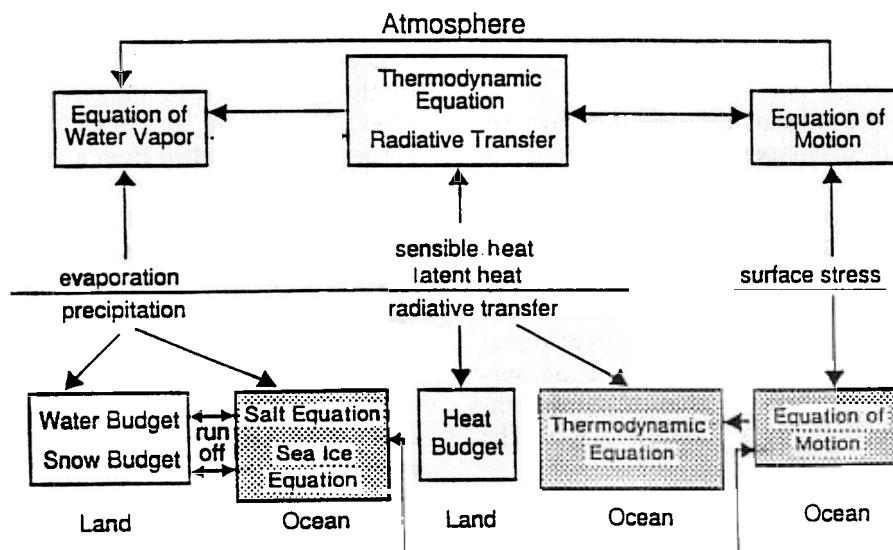 Atmosphere
Equation of
Water Vapor
Thermodynamic
Equation
Radiative Transfer
Equation of
Motion
evaporation
precipitation
sensible heat
latent heat
radiative transfer
surface stress
Water Budget
Snow Budget
run
off
Salt Equation
Sea Ice
Equation
Heat
Budget
Thermodynamic
Equation
Equation of
Motion
Land
Ocean
Land
Ocean
Ocean